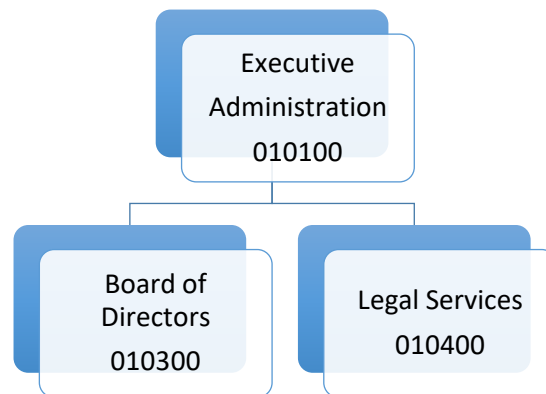 Executive
Administration
010100
Board of
Directors
010300
Legal Services
010400